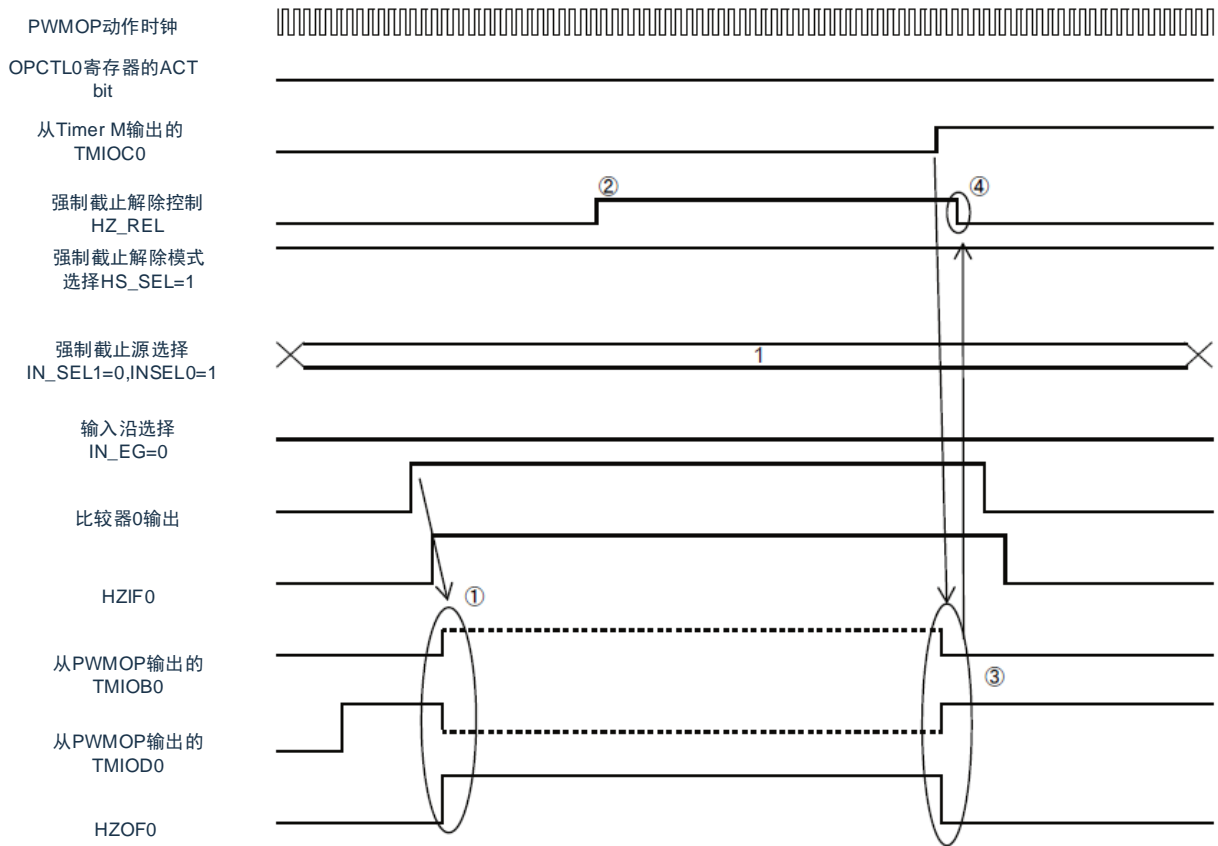 PWMOP动作时钟
OPCTL0寄存器的ACT
bit
从Timer M输出的
TMIOC0
②
④
强制截止解除控制
HZ_REL
强制截止解除模式
选择HS_SEL=1
强制截止源选择
IN_SEL1=0,INSEL0=1
1
输入沿选择
IN_EG=0
比较器0输出
HZIF0
①
从PWMOP输出的
TMIOB0
③
从PWMOP输出的
TMIOD0
HZOF0